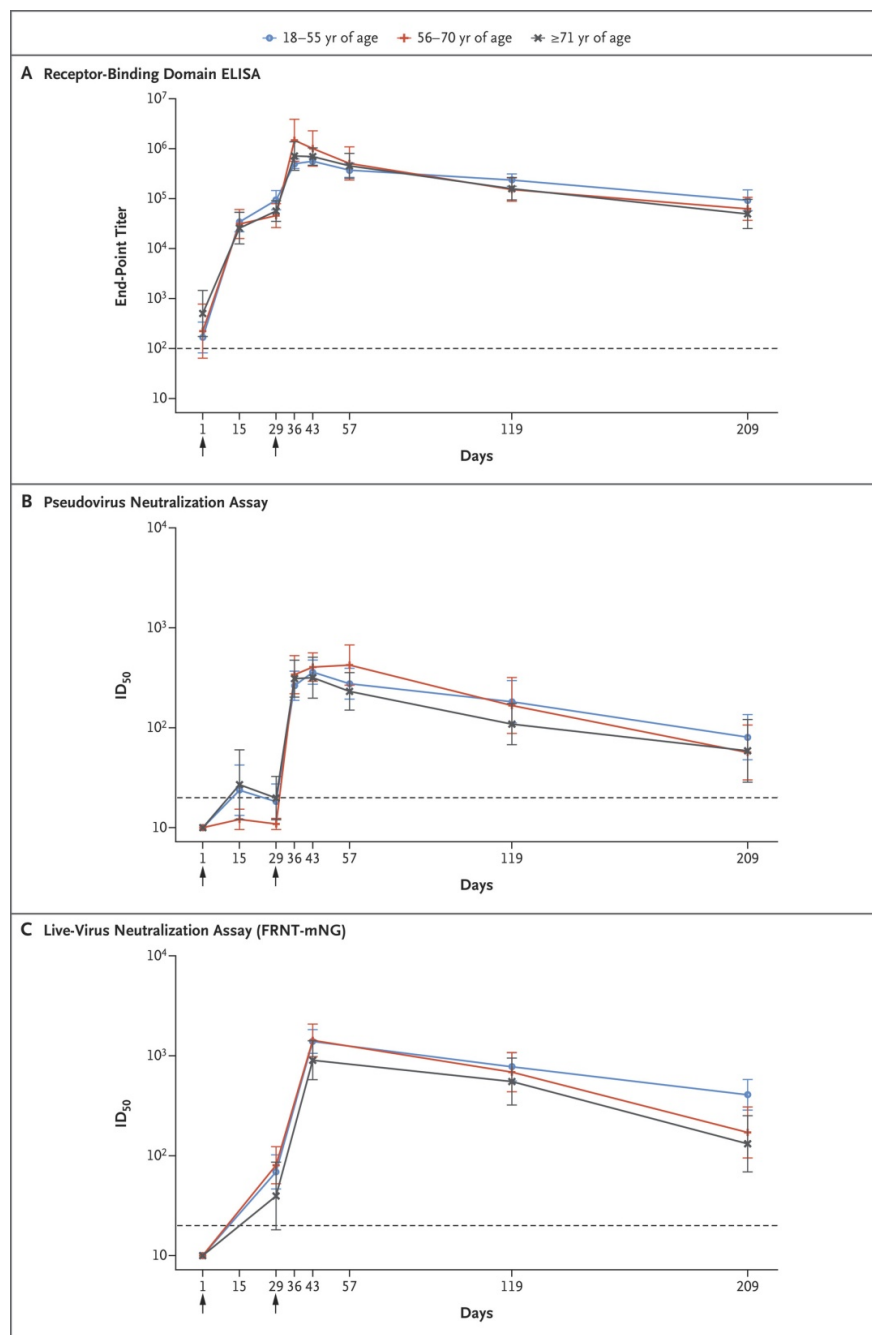 18–55 yr of age 56–70 yr of age ≥71 yr of age
A Receptor-Binding Domain ELISA
End-Point Titer
10⁷
10⁶
10⁵
10⁴
10³
10²
10
1 15 29 36 43 57 119 209
Days
B Pseudovirus Neutralization Assay
ID₅₀
10⁴
10³
10²
10
1 15 29 36 43 57 119 209
Days
C Live-Virus Neutralization Assay (FRNT-mNG)
ID₅₀
10⁴
10³
10²
10
1 15 29 36 43 57 119 209
Days